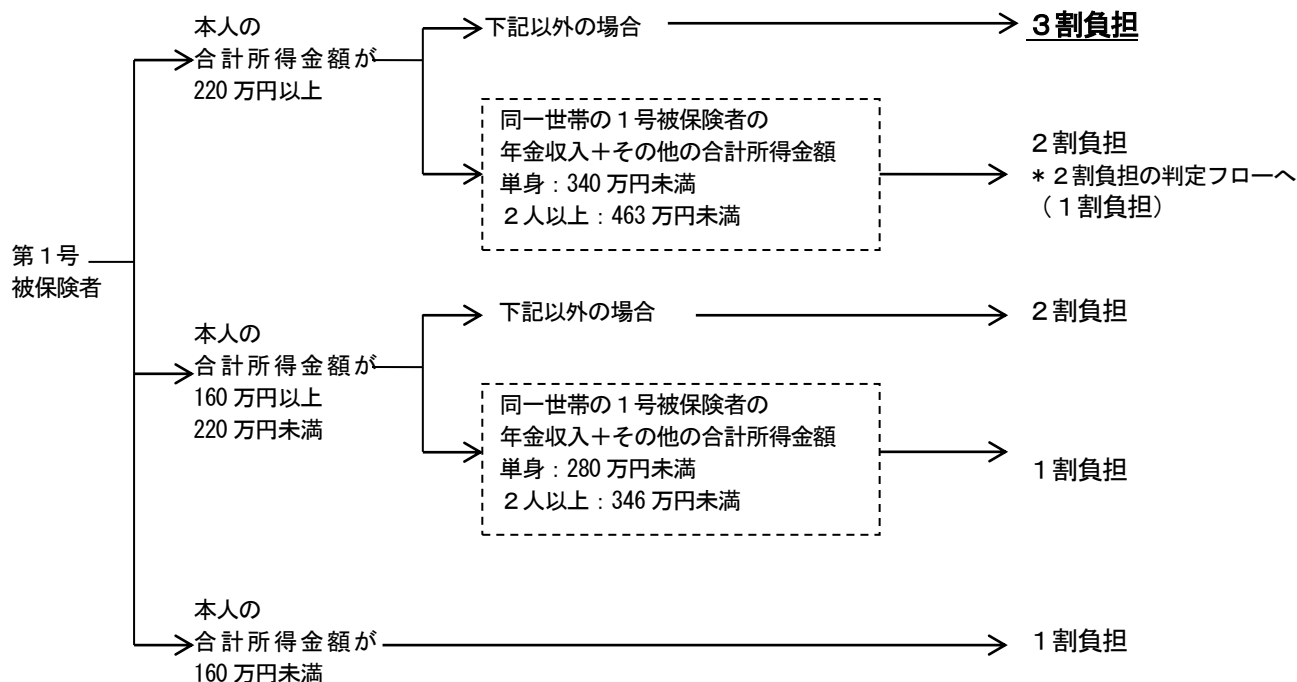 第１号
被保険者
本人の
合計所得金額が
220 万円以上
下記以外の場合
３割負担
同一世帯の１号被保険者の
年金収入＋その他の合計所得金額
単身：340 万円未満
２人以上：463 万円未満
２割負担
＊２割負担の判定フローへ
（１割負担）
本人の
合計所得金額が
160 万円以上
220 万円未満
下記以外の場合
２割負担
同一世帯の１号被保険者の
年金収入＋その他の合計所得金額
単身：280 万円未満
２人以上：346 万円未満
１割負担
本人の
合計所得金額が
160 万円未満
１割負担